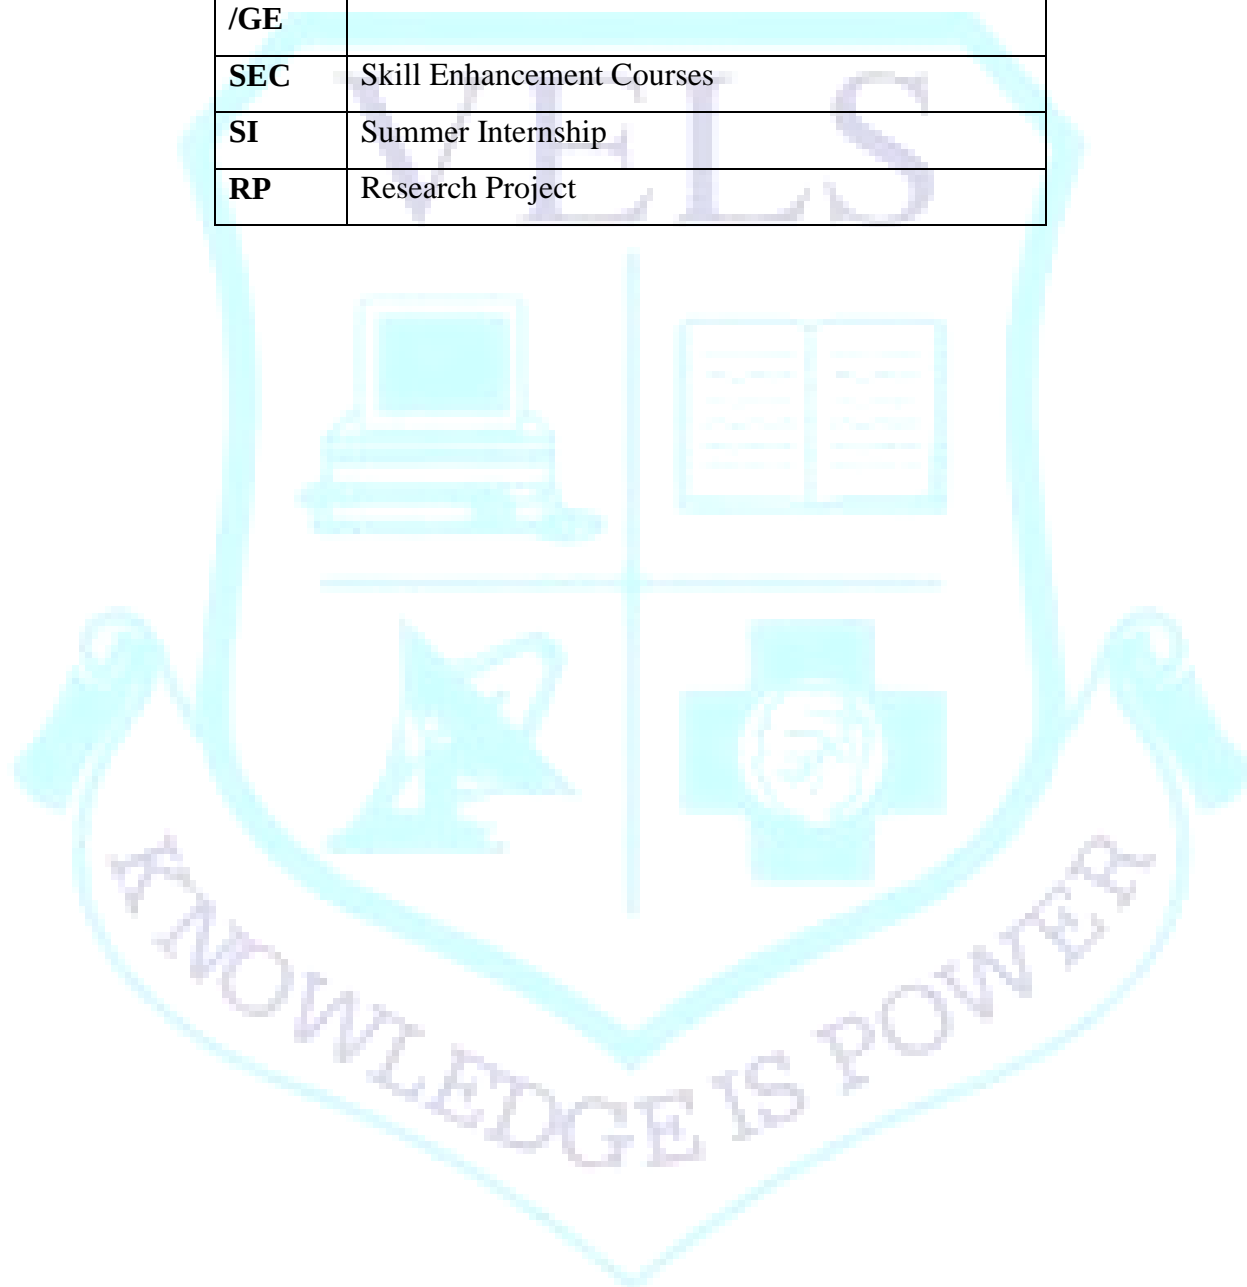 /GE
SEC Skill Enhancement Courses
SI Summer Internship
RP Research Project
VELS
KNOWLEDGE IS POWER